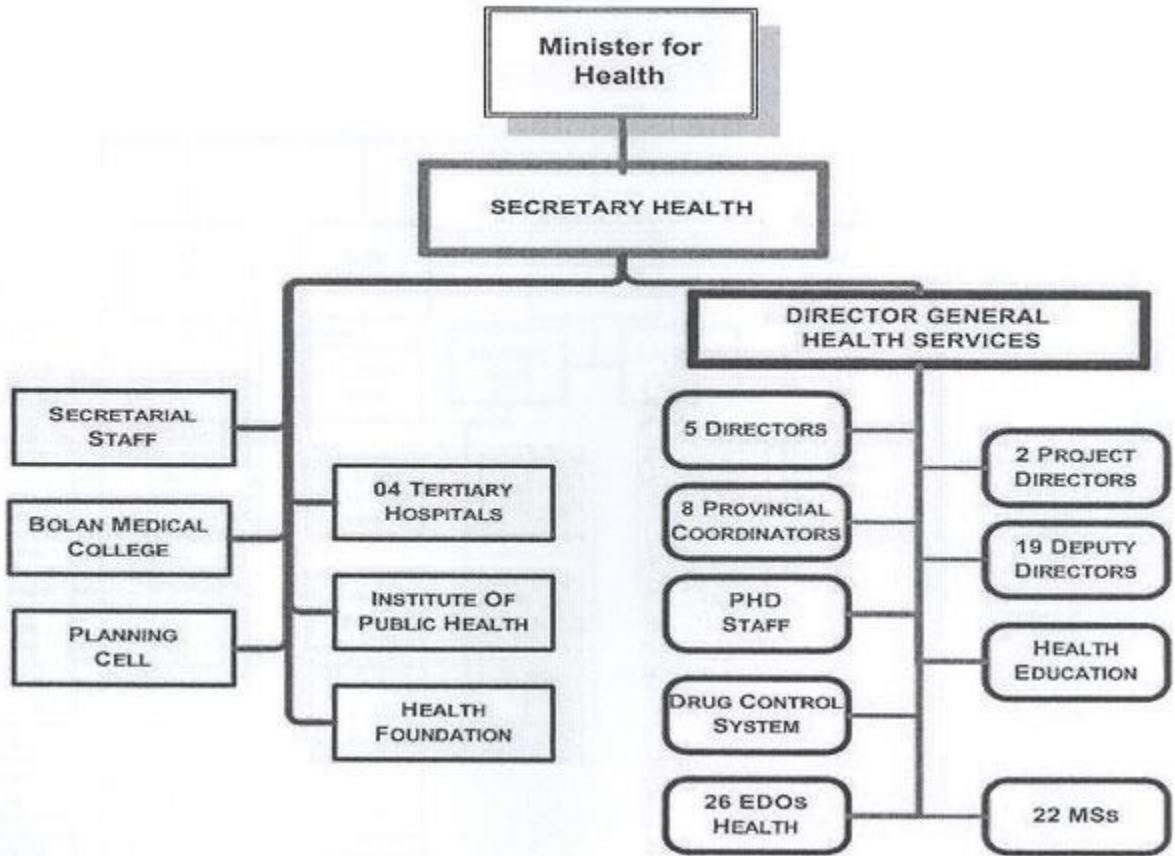 Minister for
Health
SECRETARY HEALTH
DIRECTOR GENERAL
HEALTH SERVICES
SECRETARIAL
STAFF
BOLAN MEDICAL
COLLEGE
PLANNING
CELL
04 TERTIARY
HOSPITALS
INSTITUTE OF
PUBLIC HEALTH
HEALTH
FOUNDATION
5 DIRECTORS
8 PROVINCIAL
COORDINATORS
PHD
STAFF
DRUG CONTROL
SYSTEM
26 EDOS
HEALTH
2 PROJECT
DIRECTORS
19 DEPUTY
DIRECTORS
HEALTH
EDUCATION
22 MSs